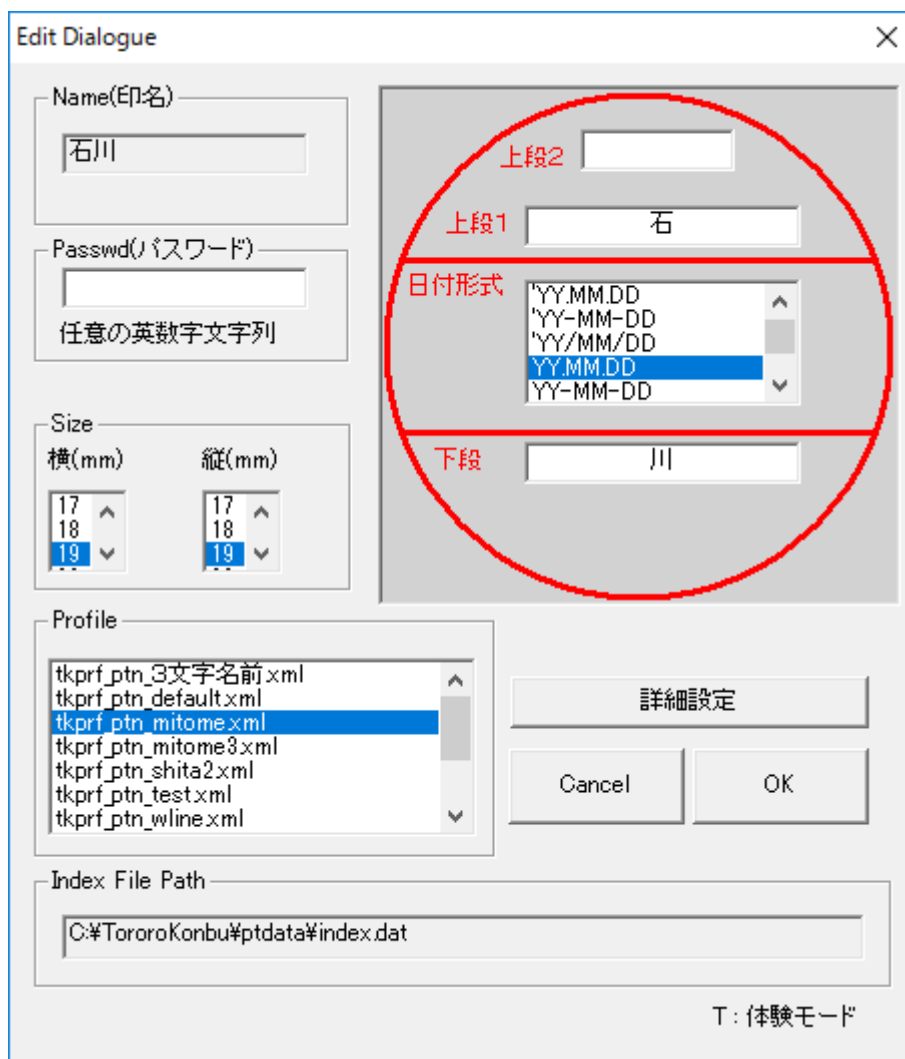 Edit Dialogue
Name(印名)
石川
Passwd(パスワード)
任意の英数字文字列
Size
横(mm) 縦(mm)
17 17
18 18
19 19
上段2
上段1 石
日付形式
'YY.MM.DD
'YY-MM-DD
'YY/MM/DD
YY.MM.DD
YY-MM-DD
下段 川
Profile
tkprf_ptn_3文字名前.xml
tkprf_ptn_default.xml
tkprf_ptn_mitome.xml
tkprf_ptn_mitome3.xml
tkprf_ptn_shita2.xml
tkprf_ptn_test.xml
tkprf_ptn_wline.xml
詳細設定
Cancel OK
Index File Path
C:¥TororoKonbu¥ptdata¥index.dat
T : 体験モード